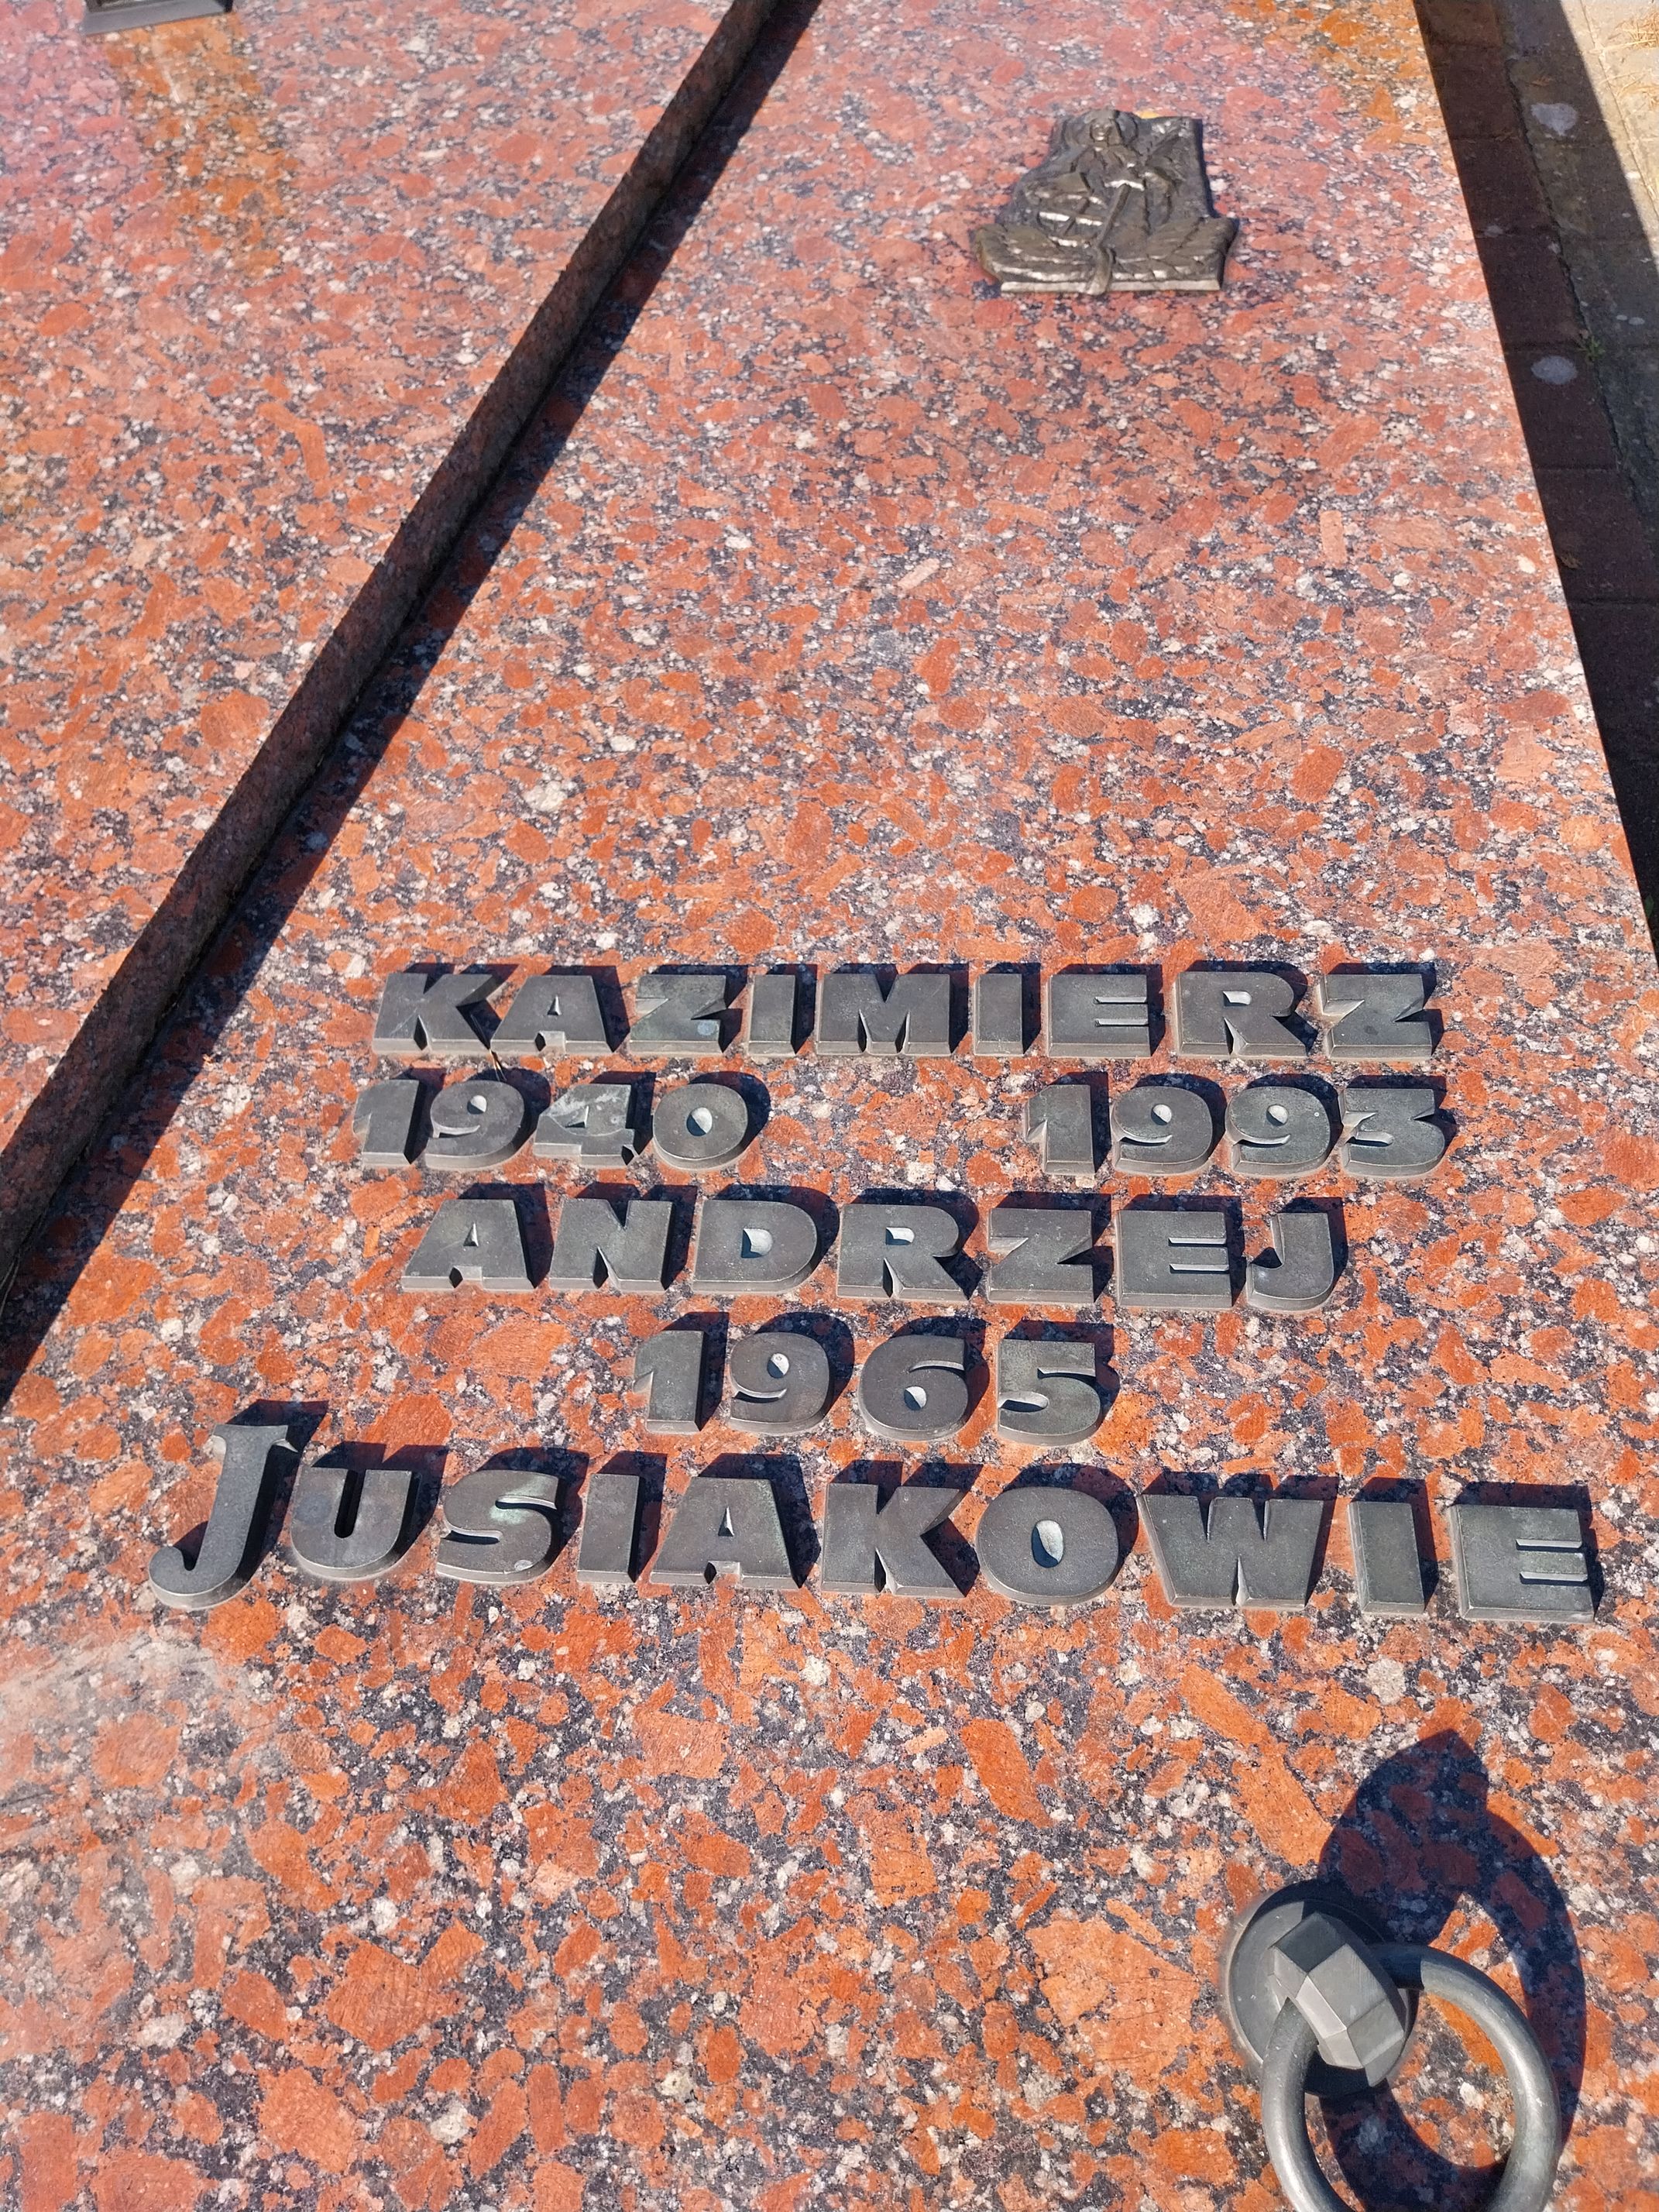 KAZIMIERZ
1940 1993
ANDRZEJ
1965
JUSIAKOWIE